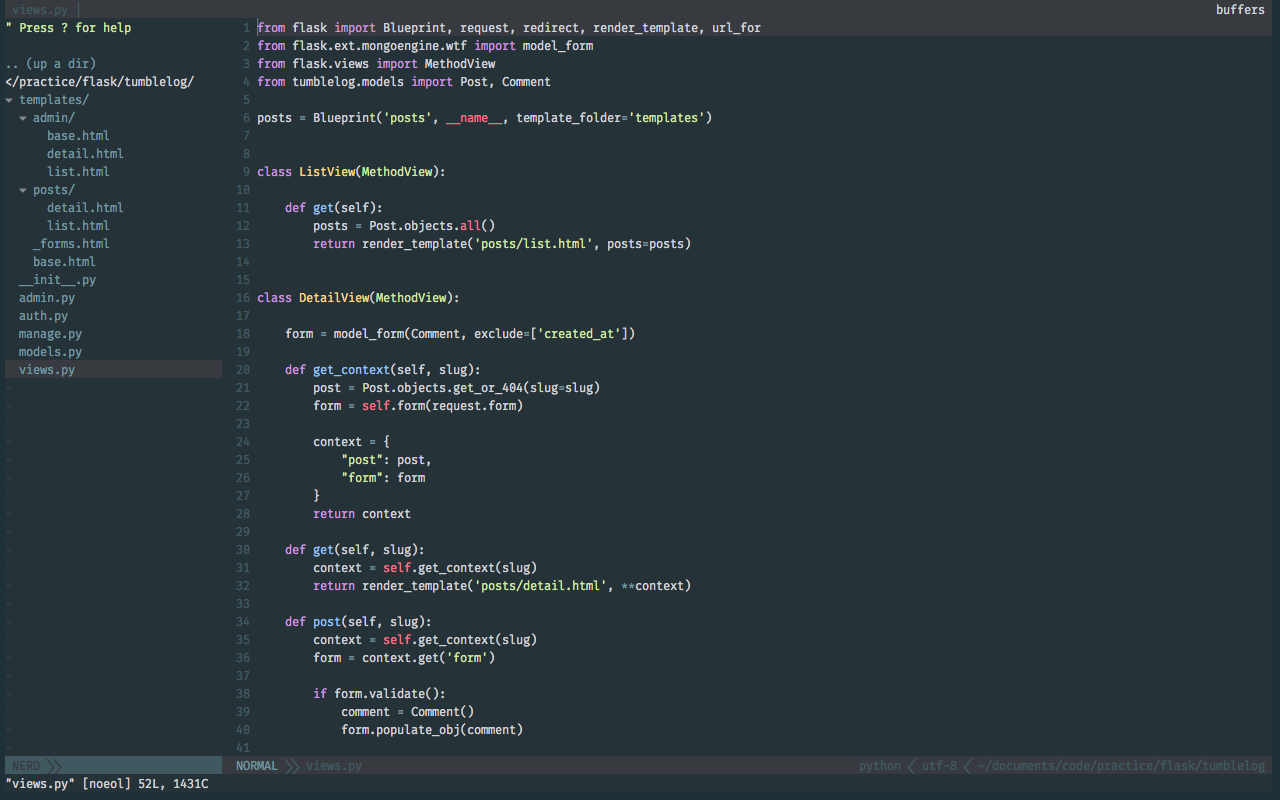 views.py
buffers
" Press ? for help
.. (up a dir)
</practice/flask/tumblelog/
▾ templates/
▾ admin/
base.html
detail.html
list.html
▾ posts/
detail.html
list.html
_forms.html
base.html
__init__.py
admin.py
auth.py
manage.py
models.py
views.py
1 from flask import Blueprint, request, redirect, render_template, url_for
2 from flask.ext.mongoengine.wtf import model_form
3 from flask.views import MethodView
4 from tumblelog.models import Post, Comment
5
6 posts = Blueprint('posts', __name__, template_folder='templates')
7
8
9 class ListView(MethodView):
10
11     def get(self):
12         posts = Post.objects.all()
13         return render_template('posts/list.html', posts=posts)
14
15
16 class DetailView(MethodView):
17
18     form = model_form(Comment, exclude=['created_at'])
19
20     def get_context(self, slug):
21         post = Post.objects.get_or_404(slug=slug)
22         form = self.form(request.form)
23
24         context = {
25             "post": post,
26             "form": form
27         }
28         return context
29
30     def get(self, slug):
31         context = self.get_context(slug)
32         return render_template('posts/detail.html', **context)
33
34     def post(self, slug):
35         context = self.get_context(slug)
36         form = context.get('form')
37
38         if form.validate():
39             comment = Comment()
40             form.populate_obj(comment)
41
NERD
NORMAL views.py python utf-8 ~/documents/code/practice/flask/tumblelog
"views.py" [noeol] 52L, 1431C